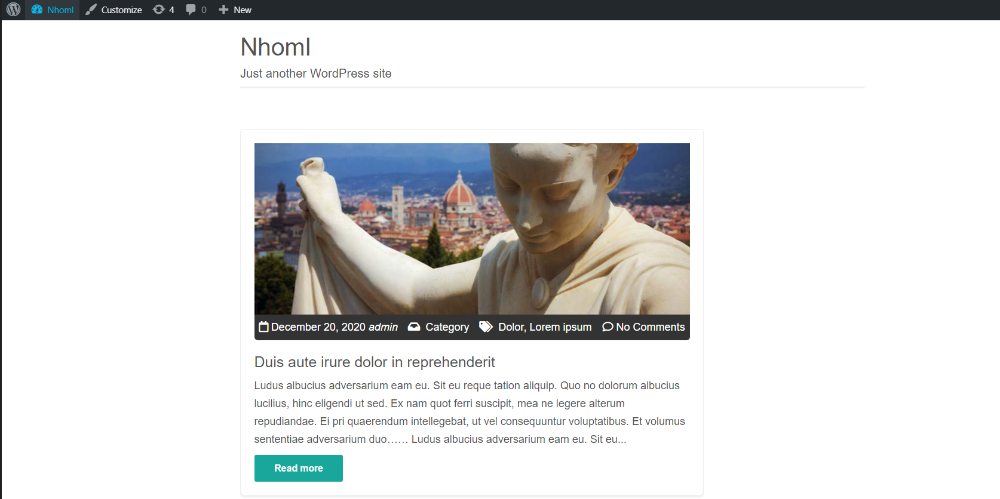 Nhoml Customize 4 0 New
Nhoml
Just another WordPress site
December 20, 2020 admin Category Dolor, Lorem ipsum No Comments
Duis aute irure dolor in reprehenderit
Ludus albucius adversarium eam eu. Sit eu reque tation aliquip. Quo no dolorum albucius
lucilius, hinc eligendi ut sed. Ex nam quot ferri suscipit, mea ne legere alterum
repudiandae. Ei pri quaerendum intellegebat, ut vel consequuntur voluptatibus. Et volumus
sententiae adversarium duo…… Ludus albucius adversarium eam eu. Sit eu...
Read more